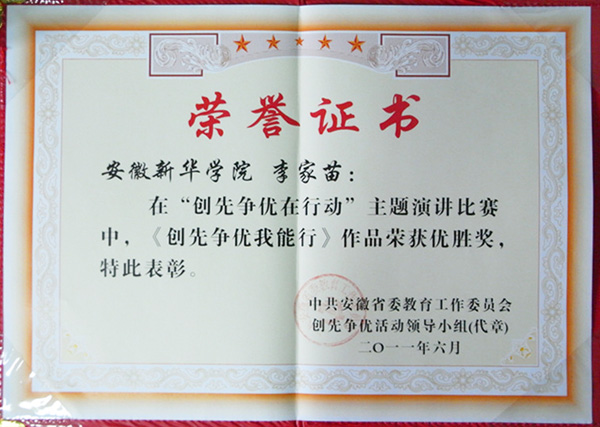 荣誉证书
安徽新华学院 李家苗：
在“创先争优在行动”主题演讲比赛
中，《创先争优我能行》作品荣获优胜奖，
特此表彰。
中共安徽省委教育工作委员会
创先争优活动领导小组(代章)
二〇一一年六月